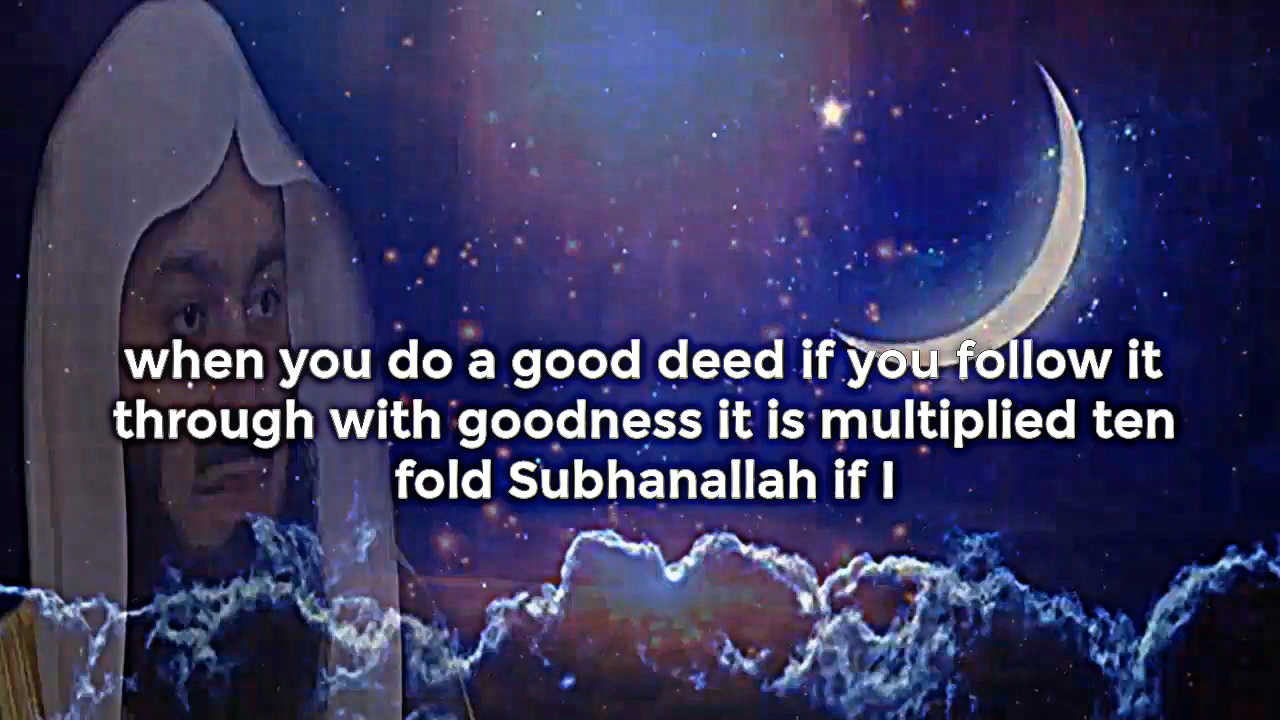 when you do a good deed if you follow it
through with goodness it is multiplied ten
fold Subhanallah if I